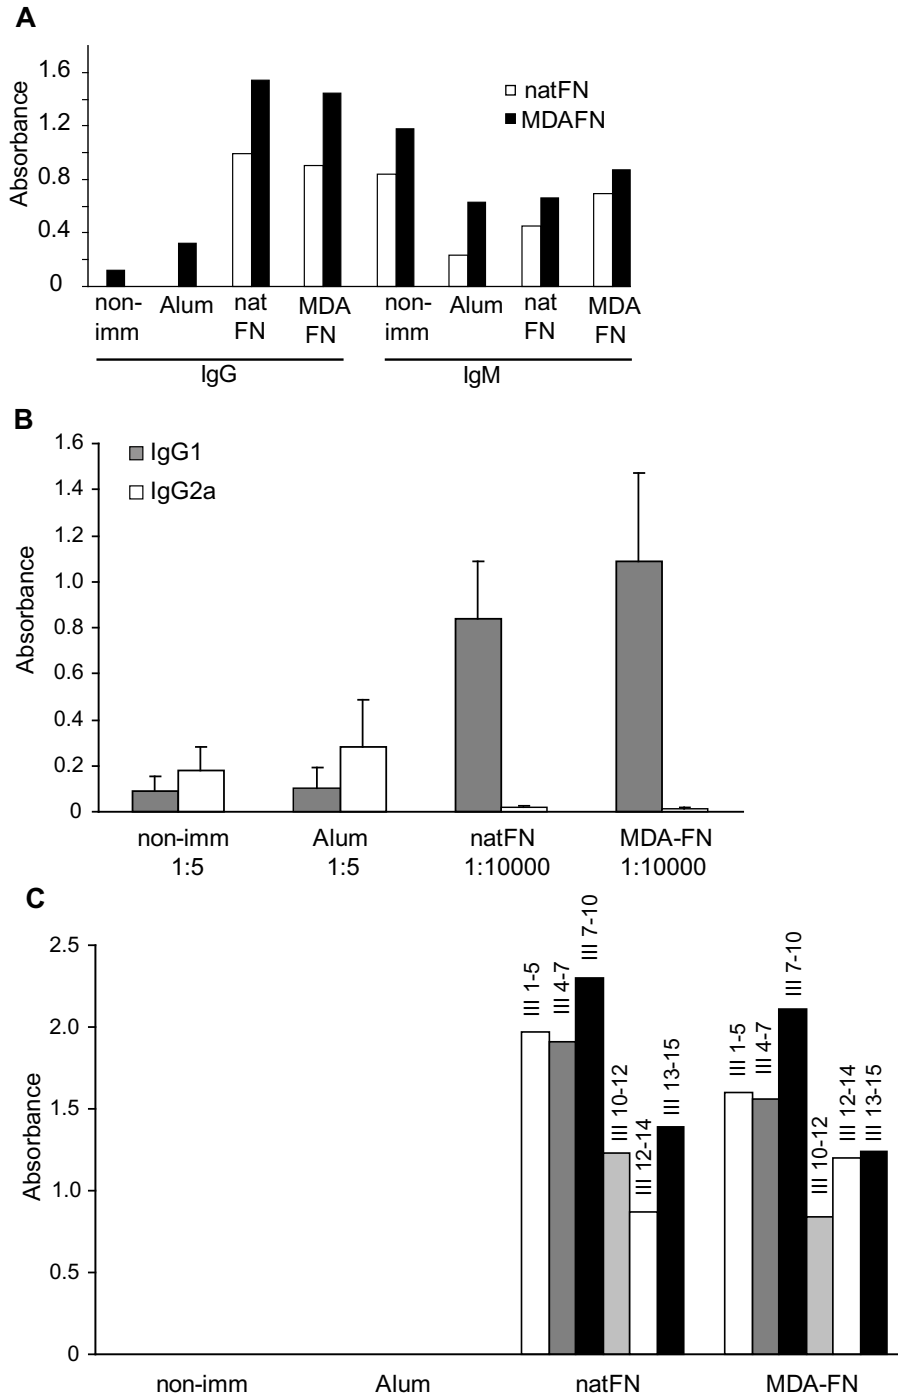 A
Absorbance
1.6
1.2
0.8
0.4
0
natFN
MDAFN
non-
imm
Alum
nat
FN
MDA
FN
non-
imm
Alum
nat
FN
MDA
FN
IgG
IgM
B
Absorbance
1.6
1.4
1.2
1.0
0.8
0.6
0.4
0.2
0
IgG1
IgG2a
non-imm
1:5
Alum
1:5
natFN
1:10000
MDA-FN
1:10000
C
Absorbance
2.5
2.0
1.5
1.0
0.5
0
III 1-5
III 4-7
III 7-10
III 10-12
III 12-14
III 13-15
III 1-5
III 4-7
III 7-10
III 10-12
III 12-14
III 13-15
non-imm
Alum
natFN
MDA-FN